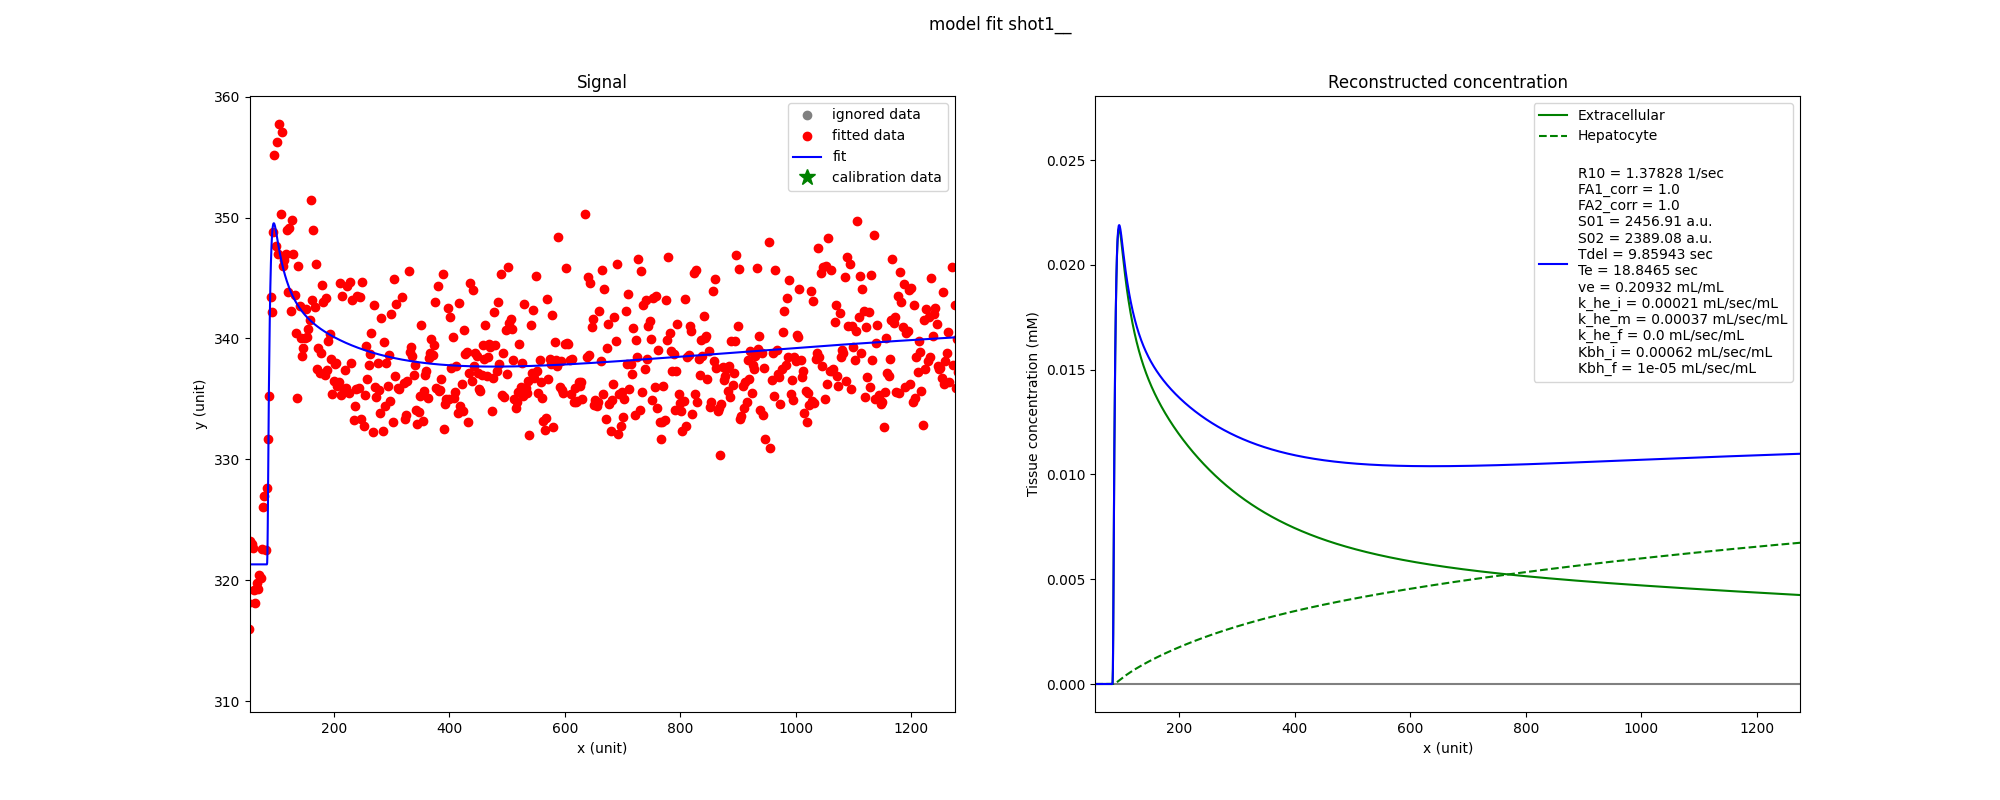 model fit shot1__
Signal
360
350
340
330
320
310
y (unit)
200
400
600
800
1000
1200
x (unit)
ignored data
fitted data
fit
calibration data
Reconstructed concentration
0.025
0.020
0.015
0.010
0.005
0.000
Tissue concentration (mM)
200
400
600
800
1000
1200
x (unit)
Extracellular
Hepatocyte
R10 = 1.37828 1/sec
FA1_corr = 1.0
FA2_corr = 1.0
S01 = 2456.91 a.u.
S02 = 2389.08 a.u.
Tdel = 9.85943 sec
Te = 18.8465 sec
ve = 0.20932 mL/mL
k_he_i = 0.00021 mL/sec/mL
k_he_m = 0.00037 mL/sec/mL
k_he_f = 0.0 mL/sec/mL
Kbh_i = 0.00062 mL/sec/mL
Kbh_f = 1e-05 mL/sec/mL